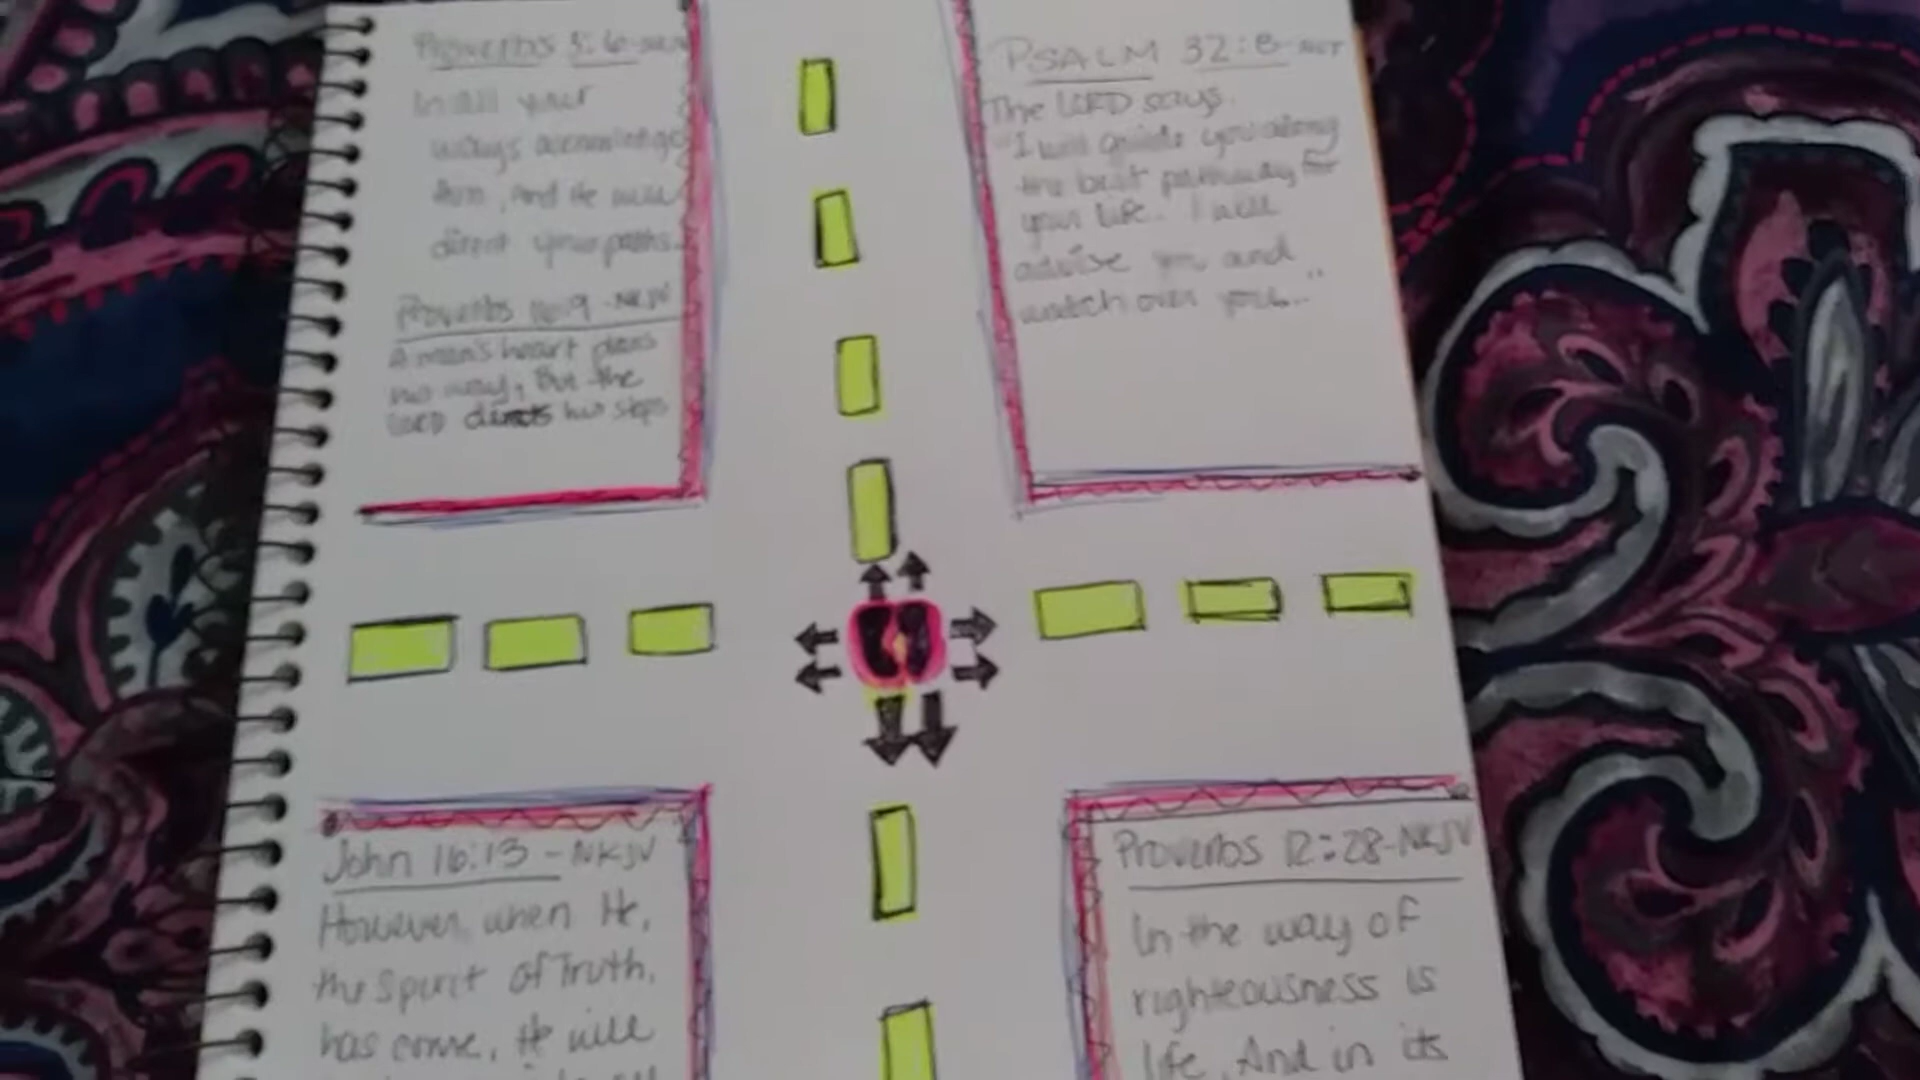 Proverbs 3:6-NKJV
In all your
ways acknowledge
Him, And He will
direct your paths.
Proverbs 16:9-NKJV
A man's heart plans
his way, But the
LORD directs his steps
PSALM 32:8-NLT
The LORD says,
"I will guide you along
the best pathway for
your life. I will
advise you and
watch over you.."
John 16:13-NKJV
However, when He,
the Spirit of Truth,
has come, He will
Proverbs 12:28-NKJV
In the way of
righteousness is
life, And in its